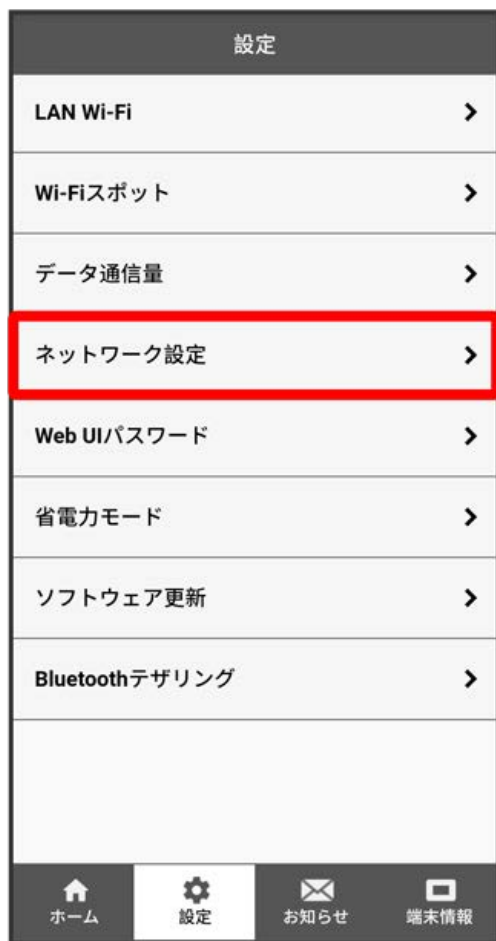 設定
LAN Wi-Fi
Wi-Fiスポット
データ通信量
ネットワーク設定
Web UIパスワード
省電力モード
ソフトウェア更新
Bluetoothテザリング
ホーム 設定 お知らせ 端末情報